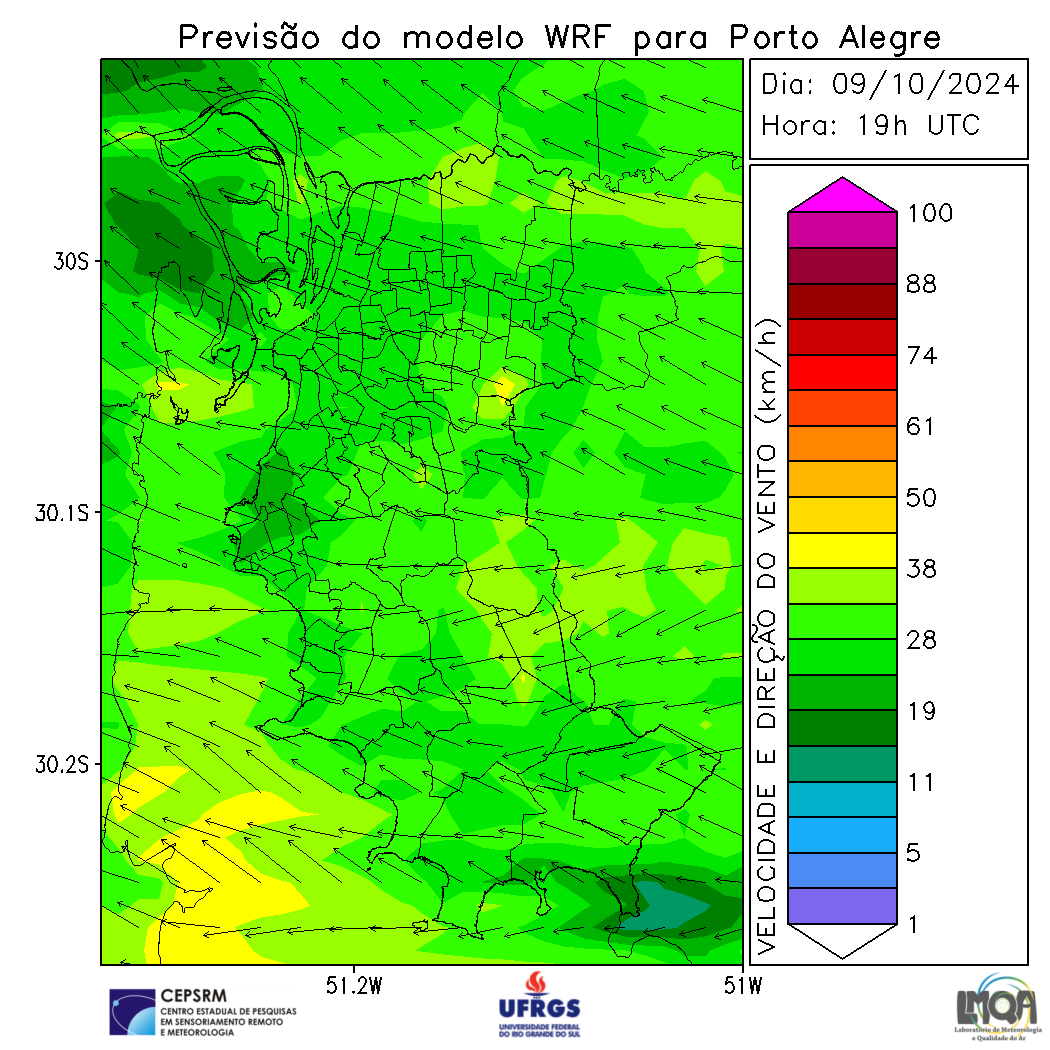 Previsão do modelo WRF para Porto Alegre
Dia: 09/10/2024
Hora: 19h UTC
30S
30.1S
30.2S
51.2W
51W
VELOCIDADE E DIREÇÃO DO VENTO (km/h)
100
88
74
61
50
38
28
19
11
5
1
CEPSRM
CENTRO ESTADUAL DE PESQUISAS
EM SENSORIAMENTO REMOTO
E METEOROLOGIA
UFRGS
UNIVERSIDADE FEDERAL
DO RIO GRANDE DO SUL
LMQA
Laboratório de Meteorologia
e Qualidade do Ar